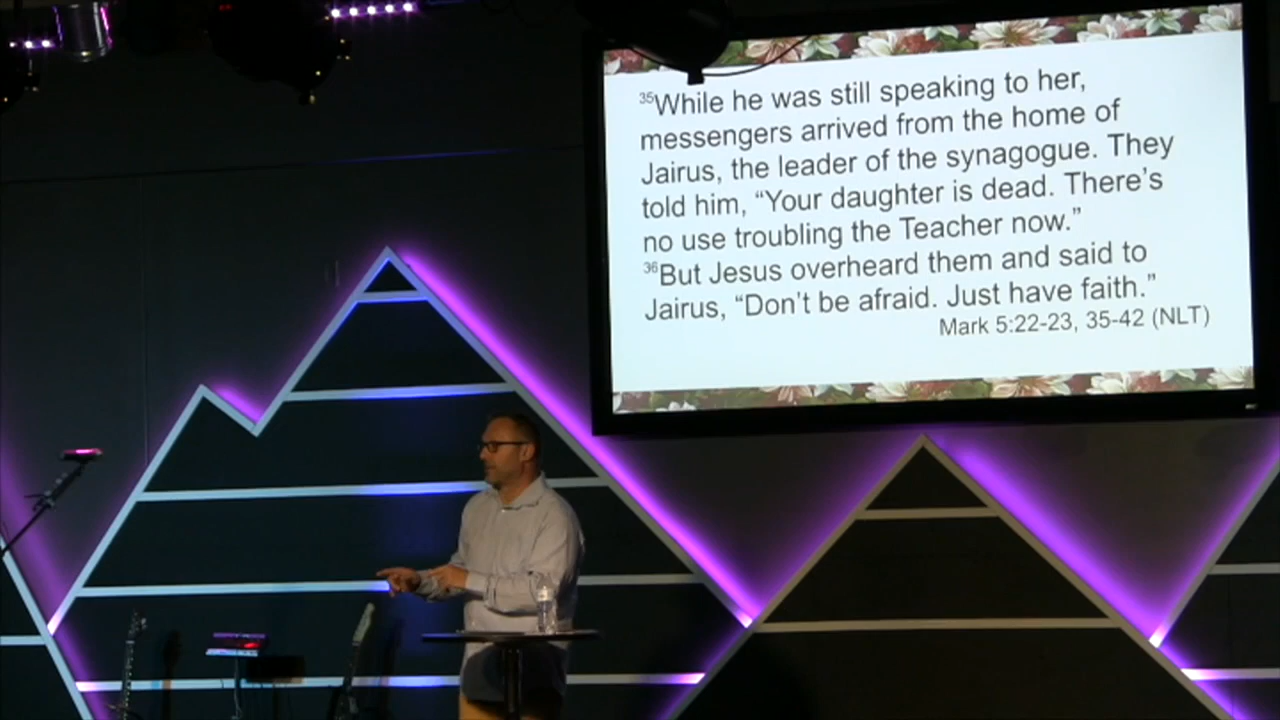 35While he was still speaking to her,
messengers arrived from the home of
Jairus, the leader of the synagogue. They
told him, “Your daughter is dead. There’s
no use troubling the Teacher now.”
36But Jesus overheard them and said to
Jairus, “Don’t be afraid. Just have faith.”
Mark 5:22-23, 35-42 (NLT)